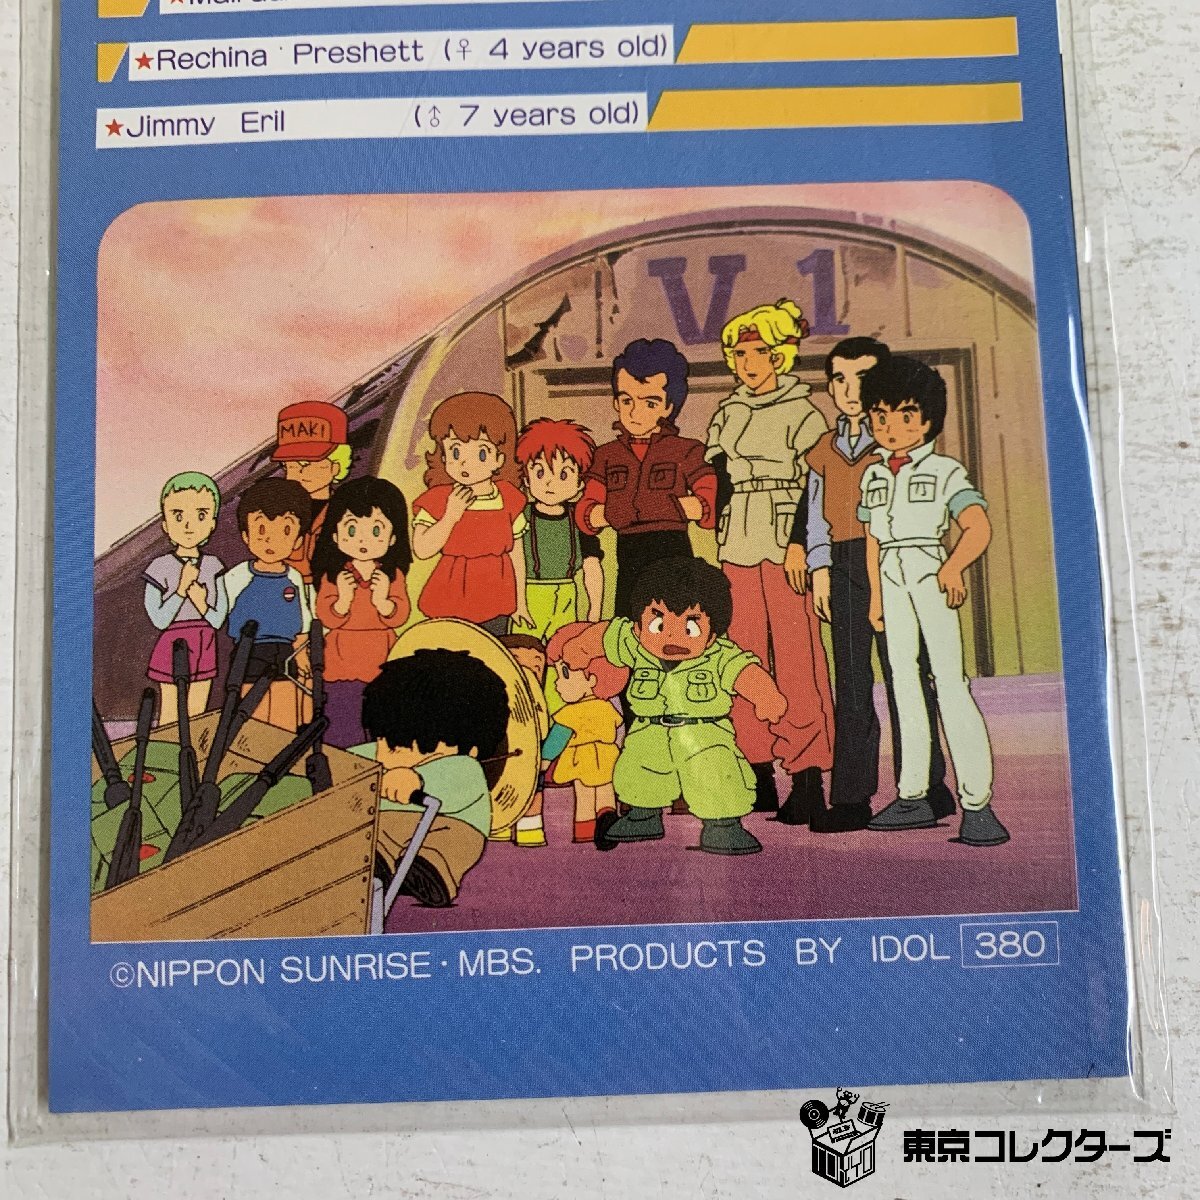 ★Rechina Preshett (♀ 4 years old)
★Jimmy Eril (♂ 7 years old)
V 1
MAKI
©NIPPON SUNRISE・MBS. PRODUCTS BY IDOL 380
東京コレクターズ